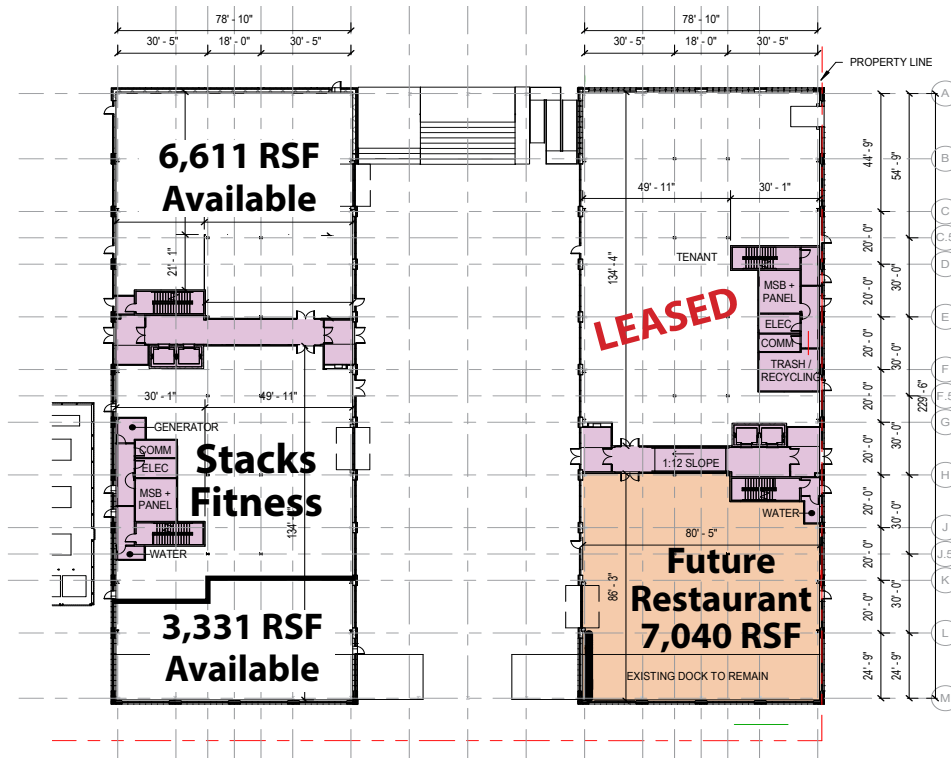 78' - 10"
78' - 10"
30' - 5"
18' - 0"
30' - 5"
30' - 5"
18' - 0"
30' - 5"
PROPERTY LINE
A
6,611 RSF
Available
44' - 9"
54' - 9"
B
49' - 11"
30' - 1"
C
C.5
TENANT
21' - 1"
134' - 4"
20' - 0"
30' - 0"
D
MSB +
PANEL
20' - 0"
E
LEASED
ELEC
COMM
20' - 0"
30' - 0"
TRASH /
RECYCLING
F
30' - 1"
49' - 11"
20' - 0"
229' - 6"
F.5
GENERATOR
G
COMM
ELEC
Stacks
Fitness
20' - 0"
30' - 0"
1:12 SLOPE
H
MSB +
PANEL
WATER
20' - 0"
30' - 0"
J
80' - 5"
WATER
J.5
Future
Restaurant
7,040 RSF
20' - 0"
K
86' - 3"
20' - 0"
30' - 0"
3,331 RSF
Available
L
EXISTING DOCK TO REMAIN
24' - 9"
24' - 9"
M